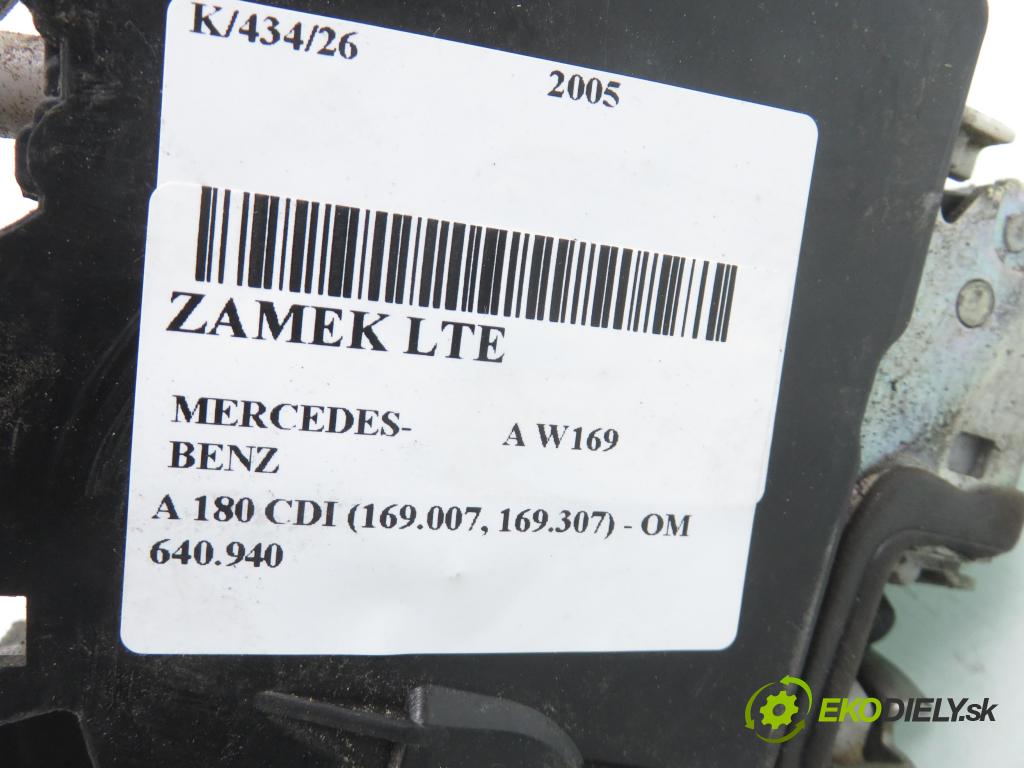 K/434/26
2005
ZAMEK LTE
MERCEDES-
BENZ
A W169
A 180 CDI (169.007, 169.307) - OM
640.940
EKODIELY.sk